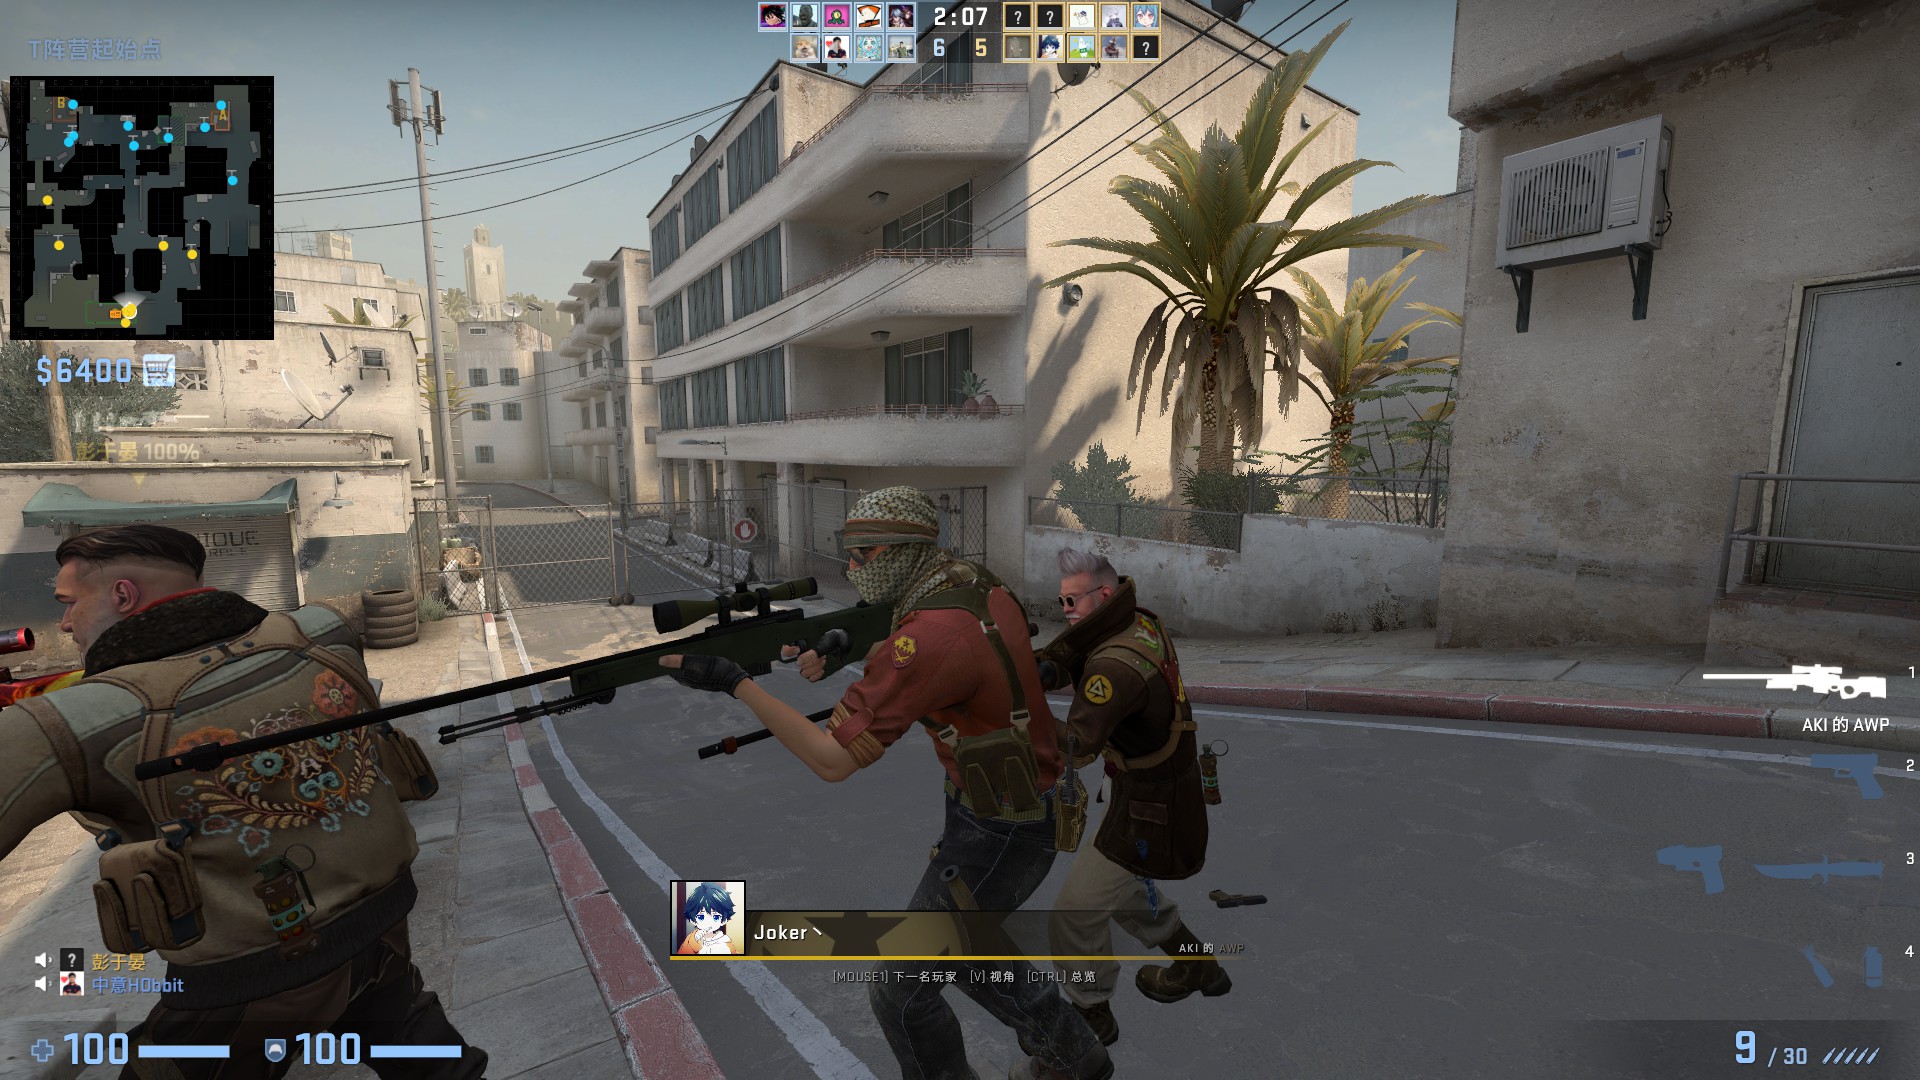 2:07
? ?
6 5
?
T阵营起始点
B
A
$6400
彭于晏 100%
1
AKI 的 AWP
2
3
4
Joker丶
AKI 的 AWP
[MOUSE1] 下一名玩家 [V] 视角 [CTRL] 总览
? 彭于晏
中意HObbit
100 100
9 / 30